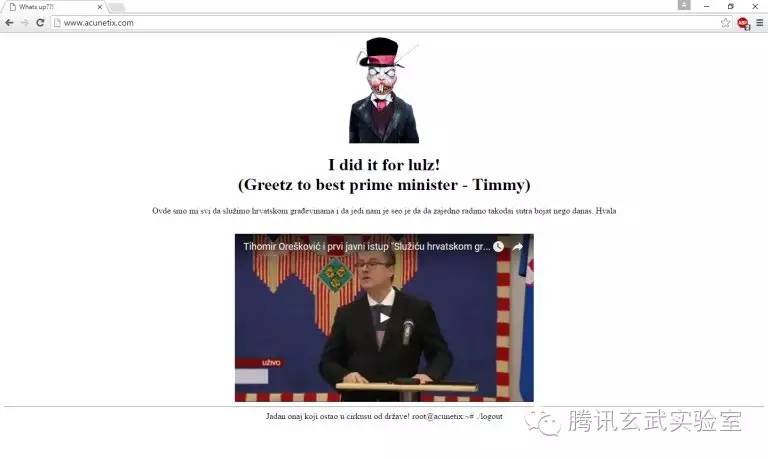 Whats up??!
www.acunetix.com
ABP
I did it for lulz!
(Greetz to best prime minister - Timmy)
Ovde smo mi svi da služimo hrvatskom građevinama i da jedi nam je seo je da da zajedno radimo takodai sutra bojat nego danas. Hvala
Tihomir Orešković i prvi javni istup "Služiću hrvatskom gr...
UŽIVO
Jadan onaj koji ostao u cirkusu od države! root@acunetix:~# ./logout
腾讯玄武实验室